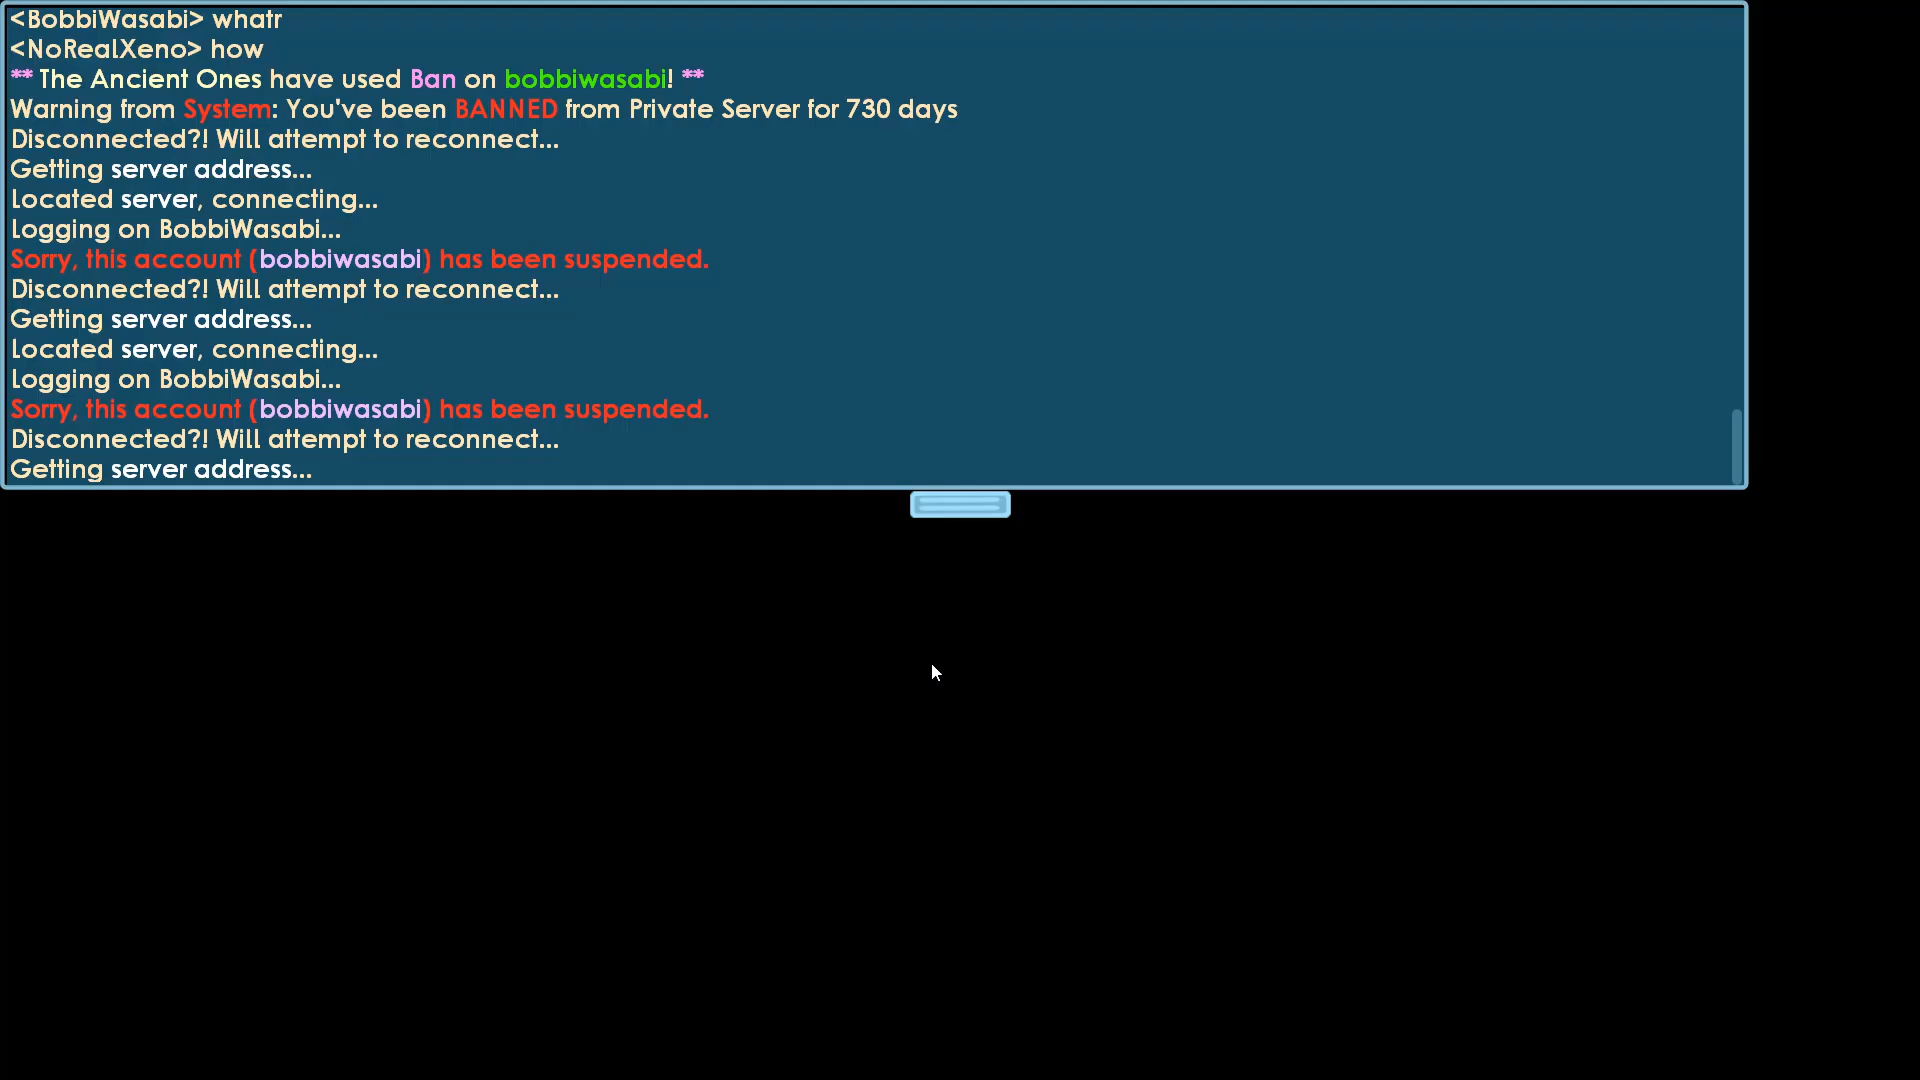 <BobbiWasabi> whatr
<NoRealXeno> how
** The Ancient Ones have used Ban on bobbiwasabi! **
Warning from System: You've been BANNED from Private Server for 730 days
Disconnected?! Will attempt to reconnect...
Getting server address...
Located server, connecting...
Logging on BobbiWasabi...
Sorry, this account (bobbiwasabi) has been suspended.
Disconnected?! Will attempt to reconnect...
Getting server address...
Located server, connecting...
Logging on BobbiWasabi...
Sorry, this account (bobbiwasabi) has been suspended.
Disconnected?! Will attempt to reconnect...
Getting server address...